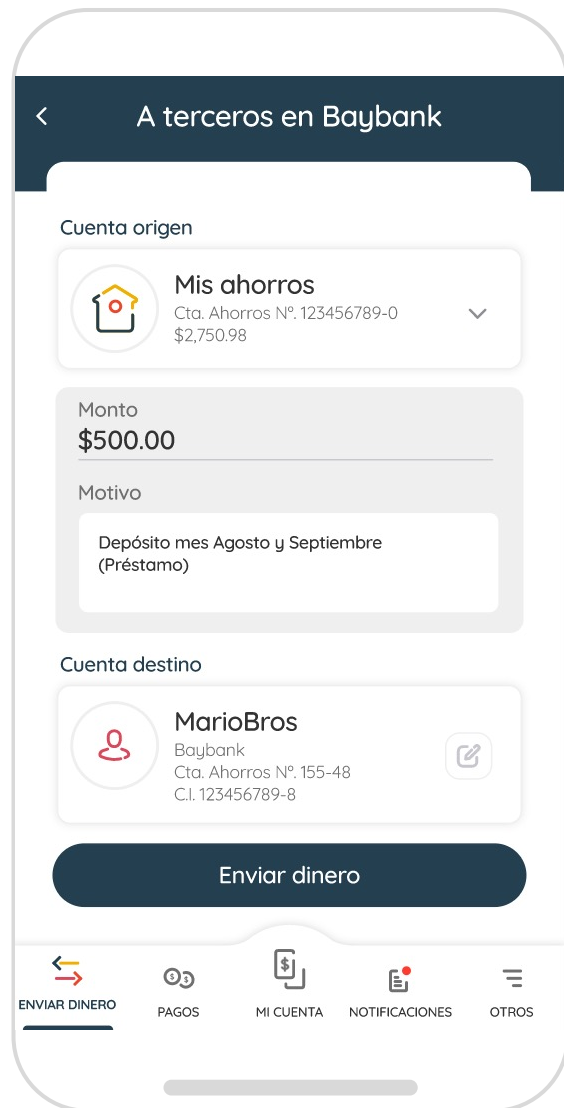 A terceros en Baybank
Cuenta origen
Mis ahorros
Cta. Ahorros Nº. 123456789-0
$2,750.98
Monto
$500.00
Motivo
Depósito mes Agosto y Septiembre
(Préstamo)
Cuenta destino
MarioBros
Baybank
Cta. Ahorros Nº. 155-48
C.I. 123456789-8
Enviar dinero
ENVIAR DINERO
PAGOS
MI CUENTA
NOTIFICACIONES
OTROS